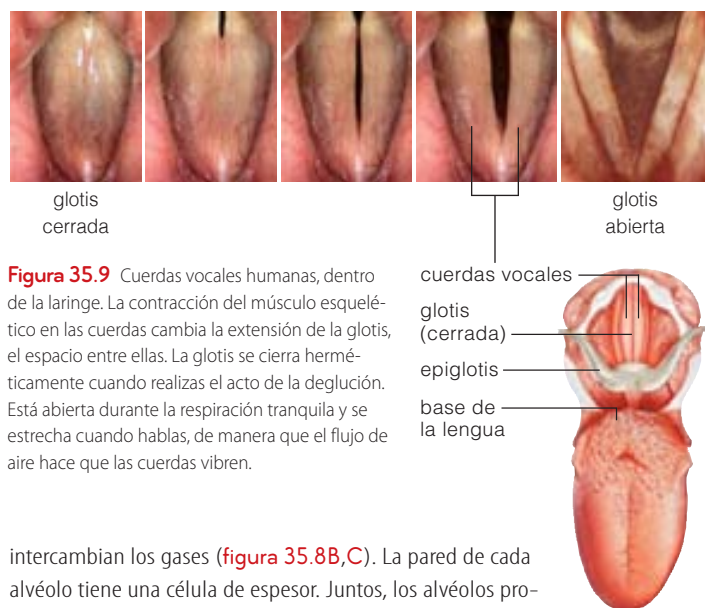 glotis
cerrada
glotis
abierta
Figura 35.9 Cuerdas vocales humanas, dentro
de la laringe. La contracción del músculo esquelé-
tico en las cuerdas cambia la extensión de la glotis,
el espacio entre ellas. La glotis se cierra hermé-
ticamente cuando realizas el acto de la deglución.
Está abierta durante la respiración tranquila y se
estrecha cuando hablas, de manera que el flujo de
aire hace que las cuerdas vibren.
cuerdas vocales
glotis
(cerrada)
epiglotis
base de
la lengua
intercambian los gases (figura 35.8B,C). La pared de cada
alvéolo tiene una célula de espesor. Juntos, los alvéolos pro-